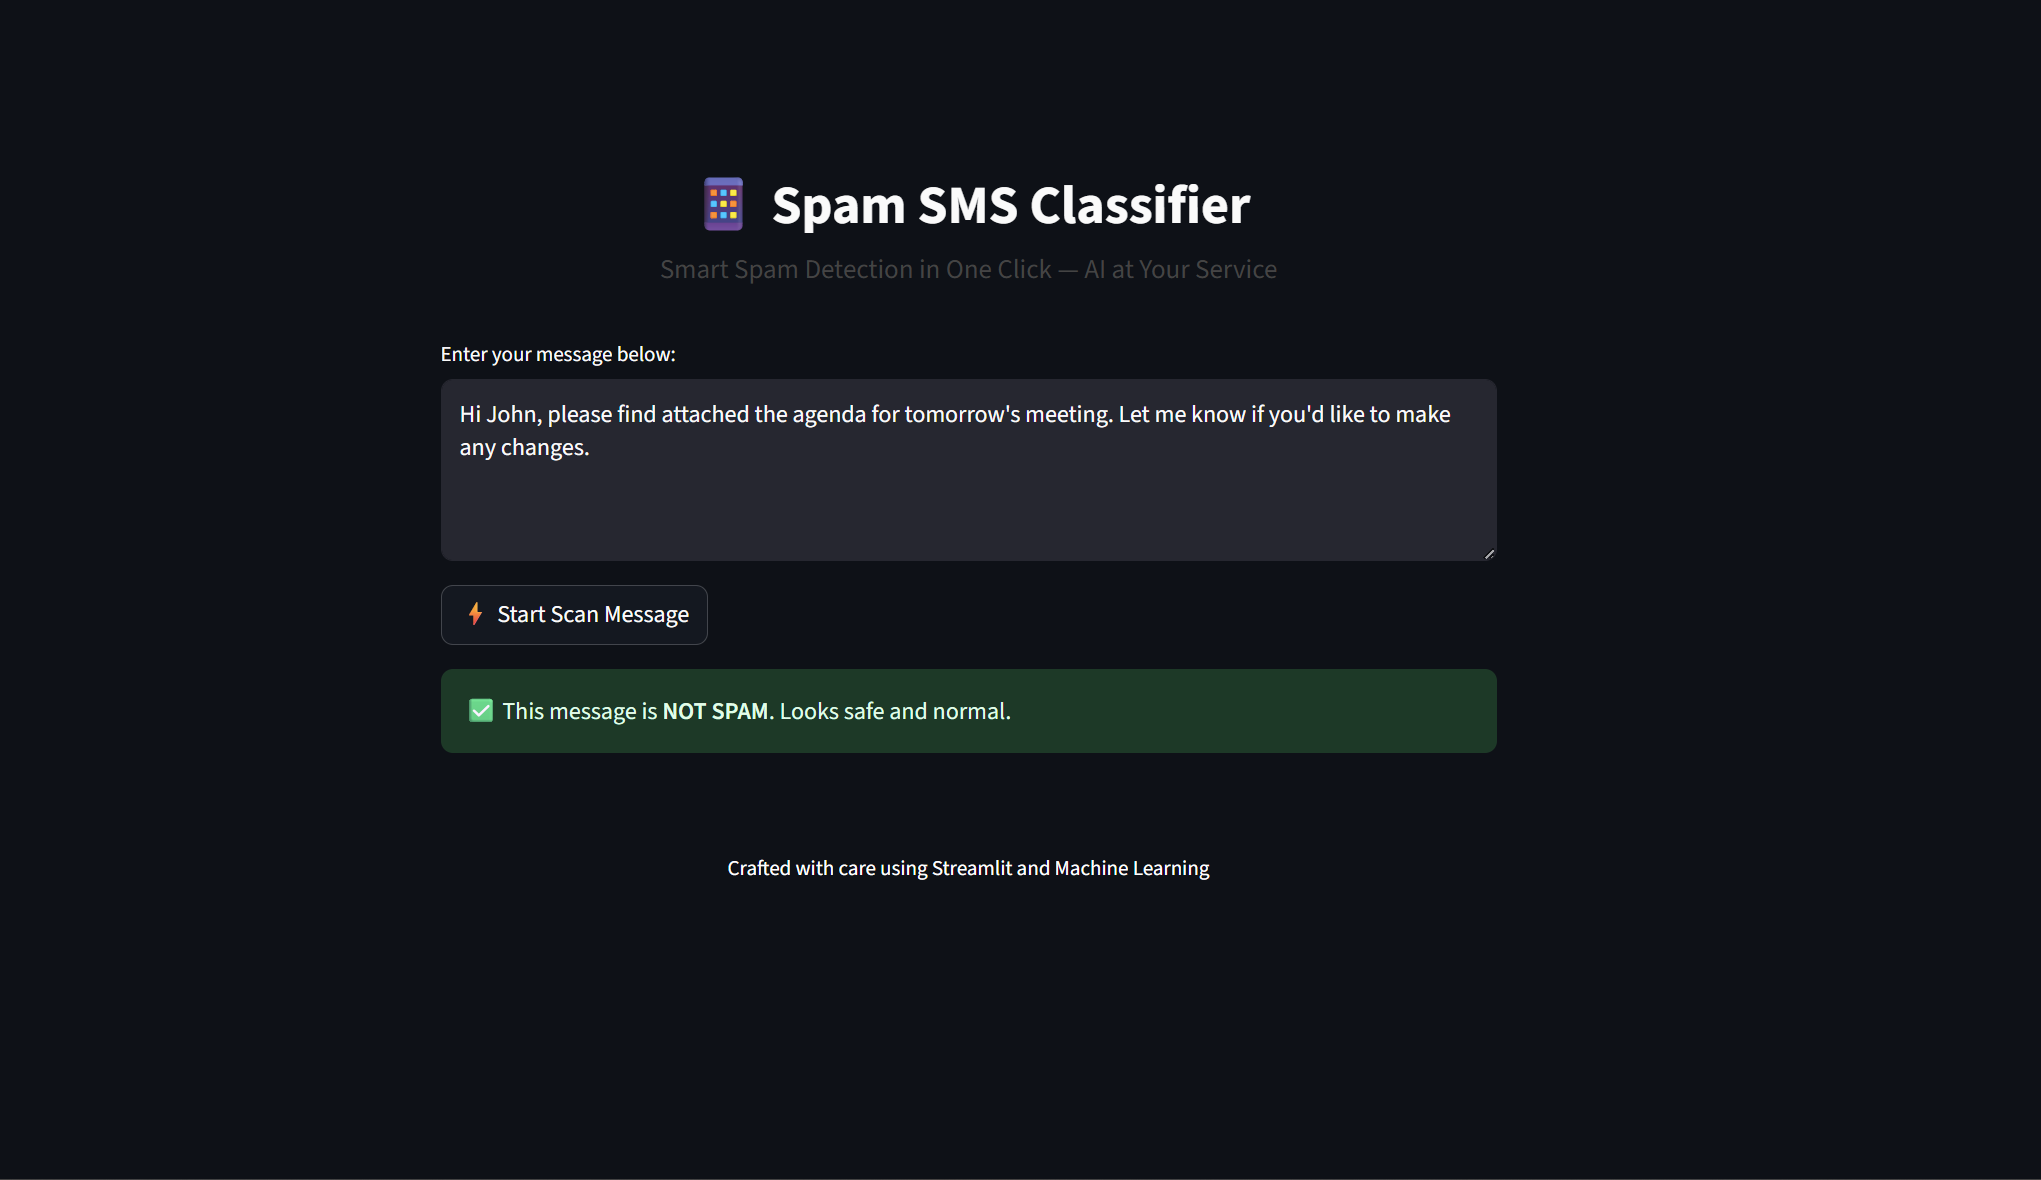 Spam SMS Classifier
Smart Spam Detection in One Click — AI at Your Service
Enter your message below:
Hi John, please find attached the agenda for tomorrow's meeting. Let me know if you'd like to make
any changes.
Start Scan Message
This message is NOT SPAM. Looks safe and normal.
Crafted with care using Streamlit and Machine Learning